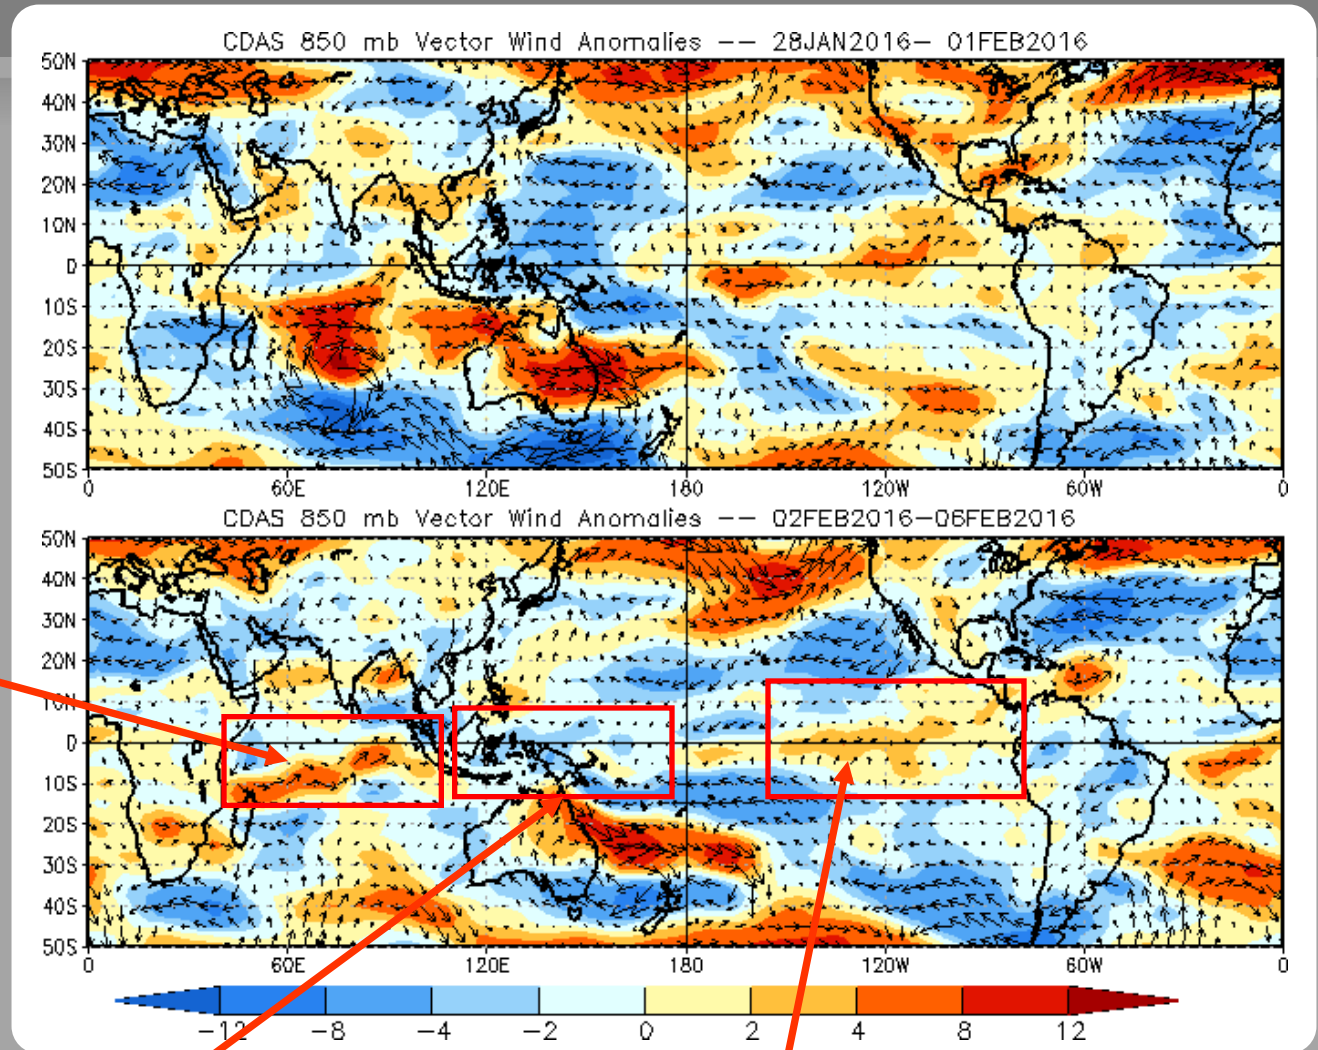 CDAS 850 mb Vector Wind Anomalies -- 28JAN2016- 01FEB2016
50N
40N
30N
20N
10N
0
10S
20S
30S
40S
50S
0 60E 120E 180 120W 60W 0
CDAS 850 mb Vector Wind Anomalies -- 02FEB2016-06FEB2016
50N
40N
30N
20N
10N
0
10S
20S
30S
40S
50S
0 60E 120E 180 120W 60W 0
-12 -8 -4 -2 0 2 4 8 12